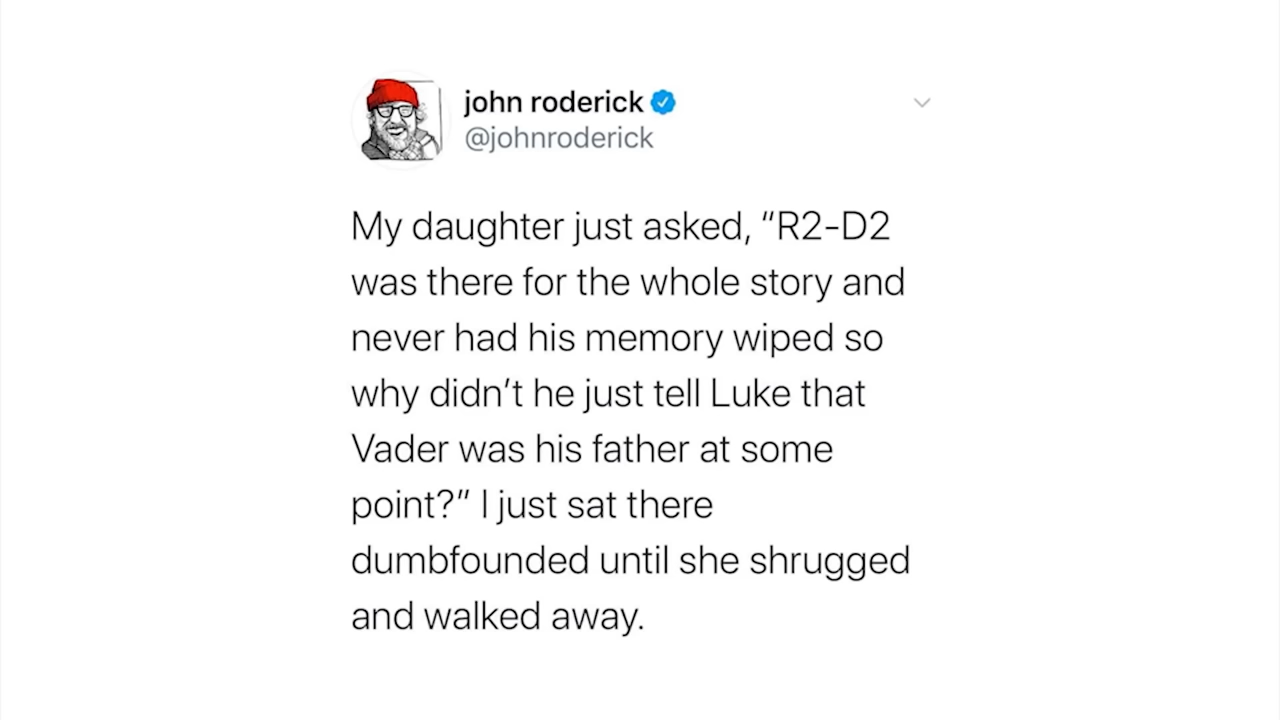 john roderick
@johnroderick
My daughter just asked, “R2-D2
was there for the whole story and
never had his memory wiped so
why didn’t he just tell Luke that
Vader was his father at some
point?” I just sat there
dumbfounded until she shrugged
and walked away.